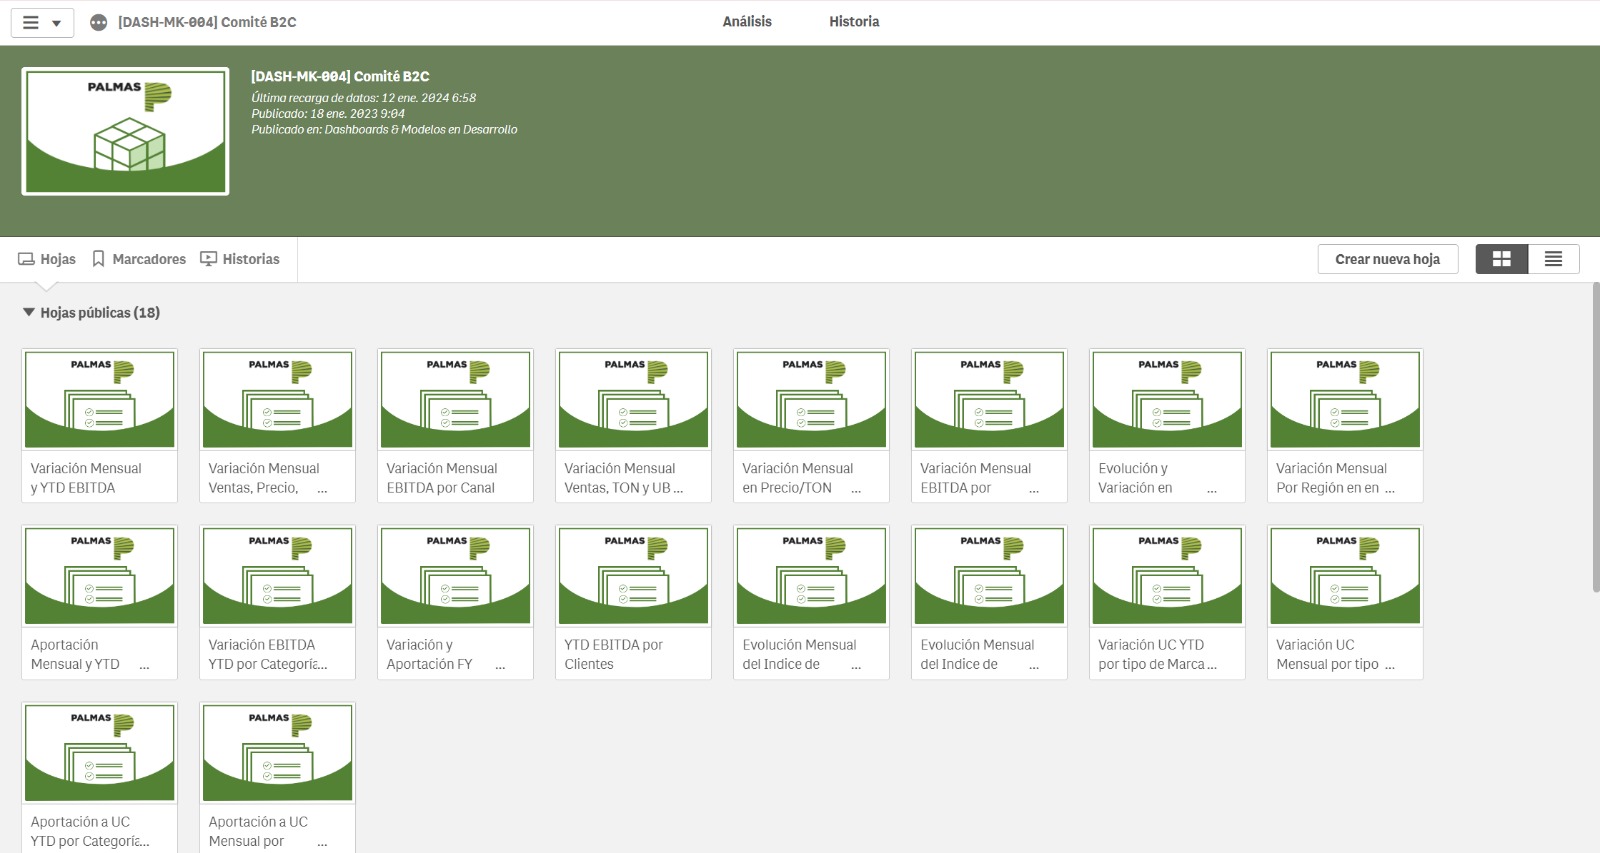 [DASH-MK-004] Comité B2C
Análisis
Historia
PALMAS
[DASH-MK-004] Comité B2C
Última recarga de datos: 12 ene. 2024 6:58
Publicado: 18 ene. 2023 9:04
Publicado en: Dashboards & Modelos en Desarrollo
Hojas
Marcadores
Historias
Crear nueva hoja
Hojas públicas (18)
PALMAS
Variación Mensual
y YTD EBITDA
PALMAS
Variación Mensual
Ventas, Precio, ...
PALMAS
Variación Mensual
EBITDA por Canal
PALMAS
Variación Mensual
Ventas, TON y UB ...
PALMAS
Variación Mensual
en Precio/TON ...
PALMAS
Variación Mensual
EBITDA por ...
PALMAS
Evolución y
Variación en ...
PALMAS
Variación Mensual
Por Región en en ...
PALMAS
Aportación
Mensual y YTD ...
PALMAS
Variación EBITDA
YTD por Categoría...
PALMAS
Variación y
Aportación FY ...
PALMAS
YTD EBITDA por
Clientes
PALMAS
Evolución Mensual
del Indice de ...
PALMAS
Evolución Mensual
del Indice de ...
PALMAS
Variación UC YTD
por tipo de Marca ...
PALMAS
Variación UC
Mensual por tipo ...
PALMAS
Aportación a UC
YTD por Categoría...
PALMAS
Aportación a UC
Mensual por ...